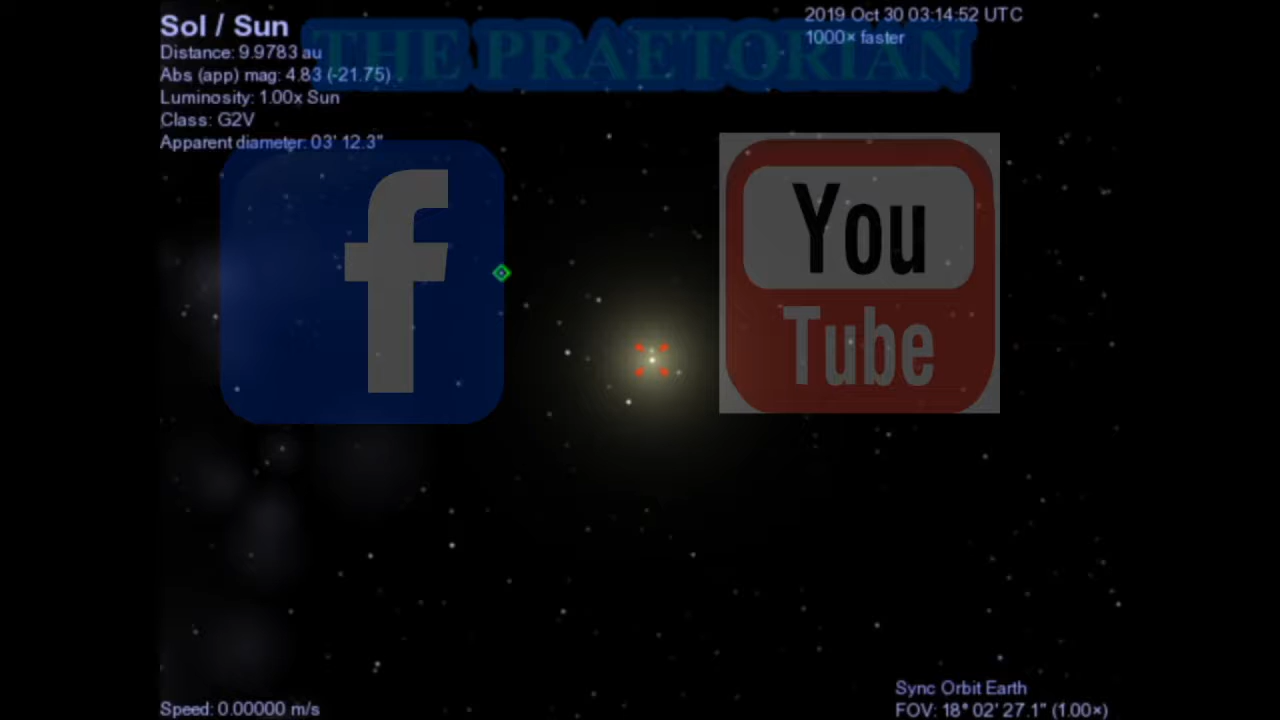 Sol / Sun
Distance: 9.9783 au
Abs (app) mag: 4.83 (-21.75)
Luminosity: 1.00x Sun
Class: G2V
Apparent diameter: 03' 12.3"
THE PRAETORIAN
2019 Oct 30 03:14:52 UTC
1000× faster
f
You
Tube
Speed: 0.00000 m/s
Sync Orbit Earth
FOV: 18° 02' 27.1" (1.00×)